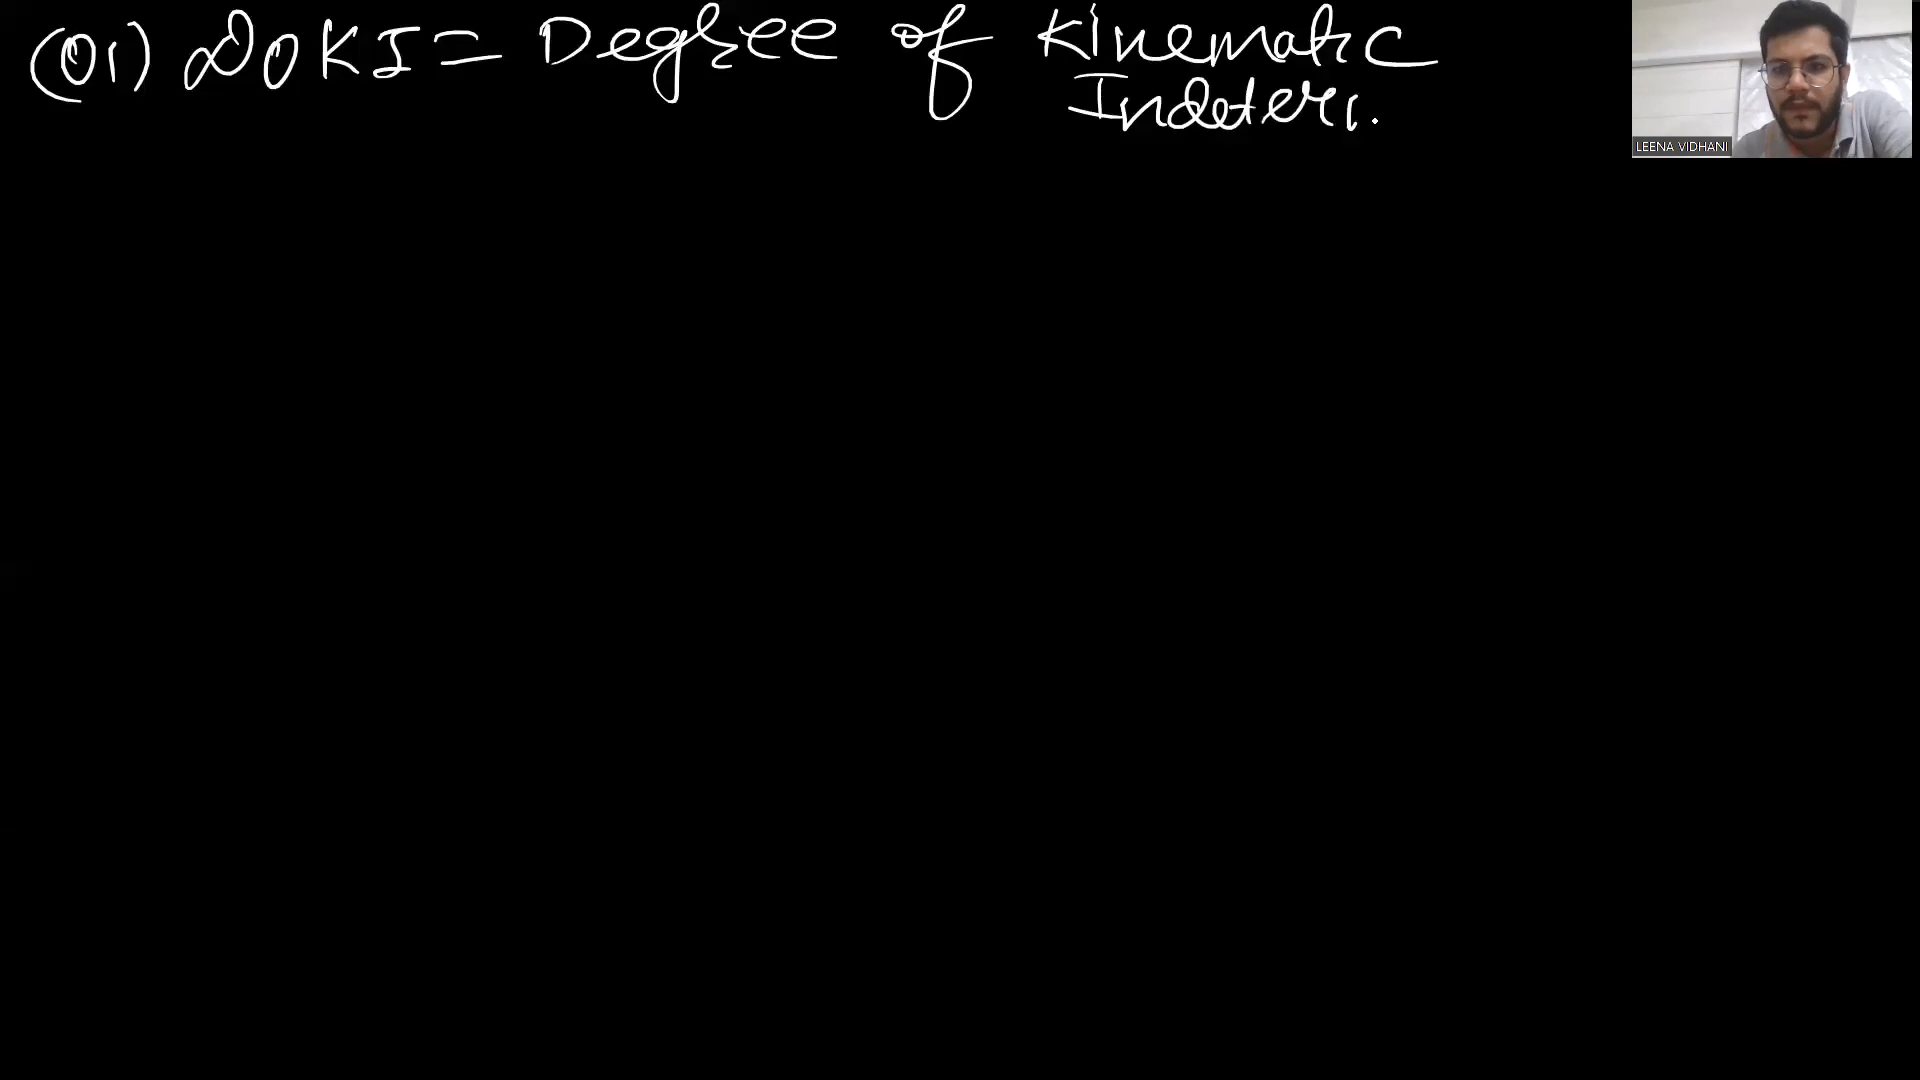 (01) DOKI = Degree of Kinematic
Indeteri.
LEENA VIDHANI